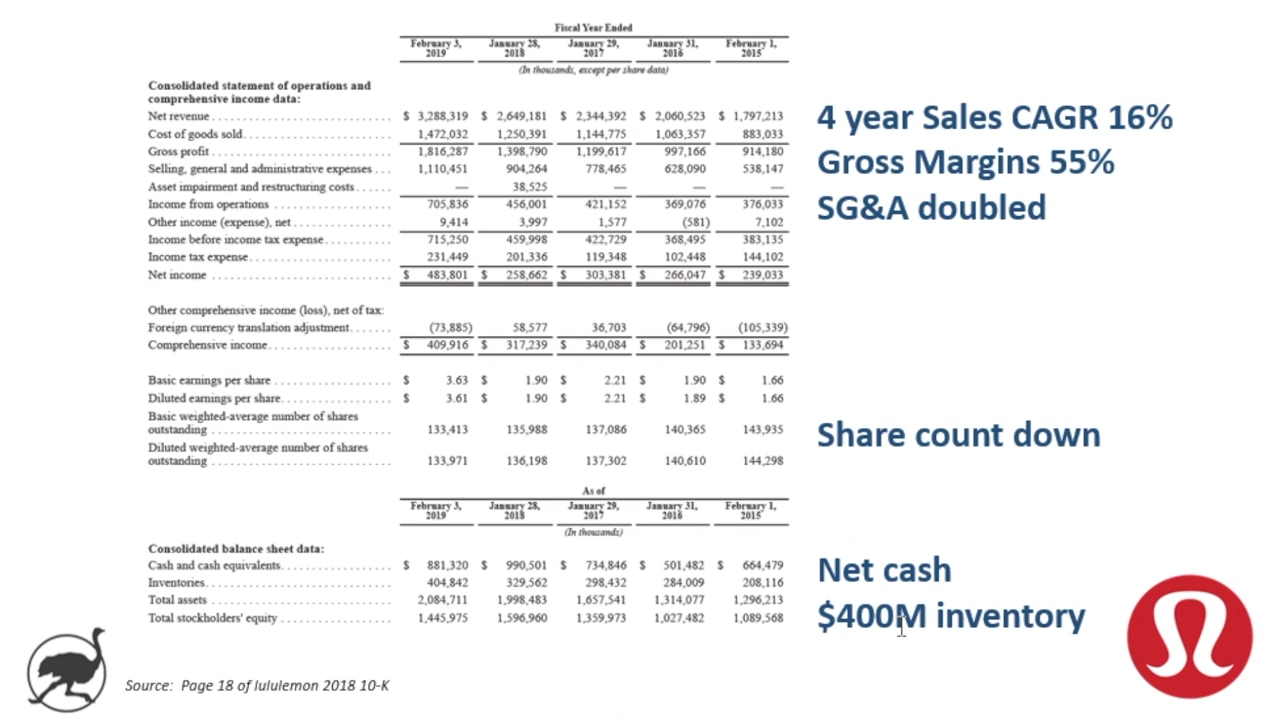 Fiscal Year Ended
February 3, 2019 January 28, 2018 January 29, 2017 January 31, 2016 February 1, 2015
(In thousands, except per share data)
Consolidated statement of operations and
comprehensive income data:
Net revenue $ 3,288,319 $ 2,649,181 $ 2,344,392 $ 2,060,523 $ 1,797,213
Cost of goods sold 1,472,032 1,250,391 1,144,775 1,063,357 883,033
Gross profit 1,816,287 1,398,790 1,199,617 997,166 914,180
Selling, general and administrative expenses 1,110,451 904,264 778,465 628,090 538,147
Asset impairment and restructuring costs — 38,525 — — —
Income from operations 705,836 456,001 421,152 369,076 376,033
Other income (expense), net 9,414 3,997 1,577 (581) 7,102
Income before income tax expense 715,250 459,998 422,729 368,495 383,135
Income tax expense 231,449 201,336 119,348 102,448 144,102
Net income $ 483,801 $ 258,662 $ 303,381 $ 266,047 $ 239,033
Other comprehensive income (loss), net of tax:
Foreign currency translation adjustment (73,885) 58,577 36,703 (64,796) (105,339)
Comprehensive income $ 409,916 $ 317,239 $ 340,084 $ 201,251 $ 133,694
Basic earnings per share $ 3.63 $ 1.90 $ 2.21 $ 1.90 $ 1.66
Diluted earnings per share $ 3.61 $ 1.90 $ 2.21 $ 1.89 $ 1.66
Basic weighted-average number of shares
outstanding 133,413 135,988 137,086 140,365 143,935
Diluted weighted-average number of shares
outstanding 133,971 136,198 137,302 140,610 144,298
As of
February 3, 2019 January 28, 2018 January 29, 2017 January 31, 2016 February 1, 2015
(In thousands)
Consolidated balance sheet data:
Cash and cash equivalents $ 881,320 $ 990,501 $ 734,846 $ 501,482 $ 664,479
Inventories 404,842 329,562 298,432 284,009 208,116
Total assets 2,084,711 1,998,483 1,657,541 1,314,077 1,296,213
Total stockholders' equity 1,445,975 1,596,960 1,359,973 1,027,482 1,089,568
4 year Sales CAGR 16%
Gross Margins 55%
SG&A doubled
Share count down
Net cash
$400M inventory
Source: Page 18 of lululemon 2018 10-K